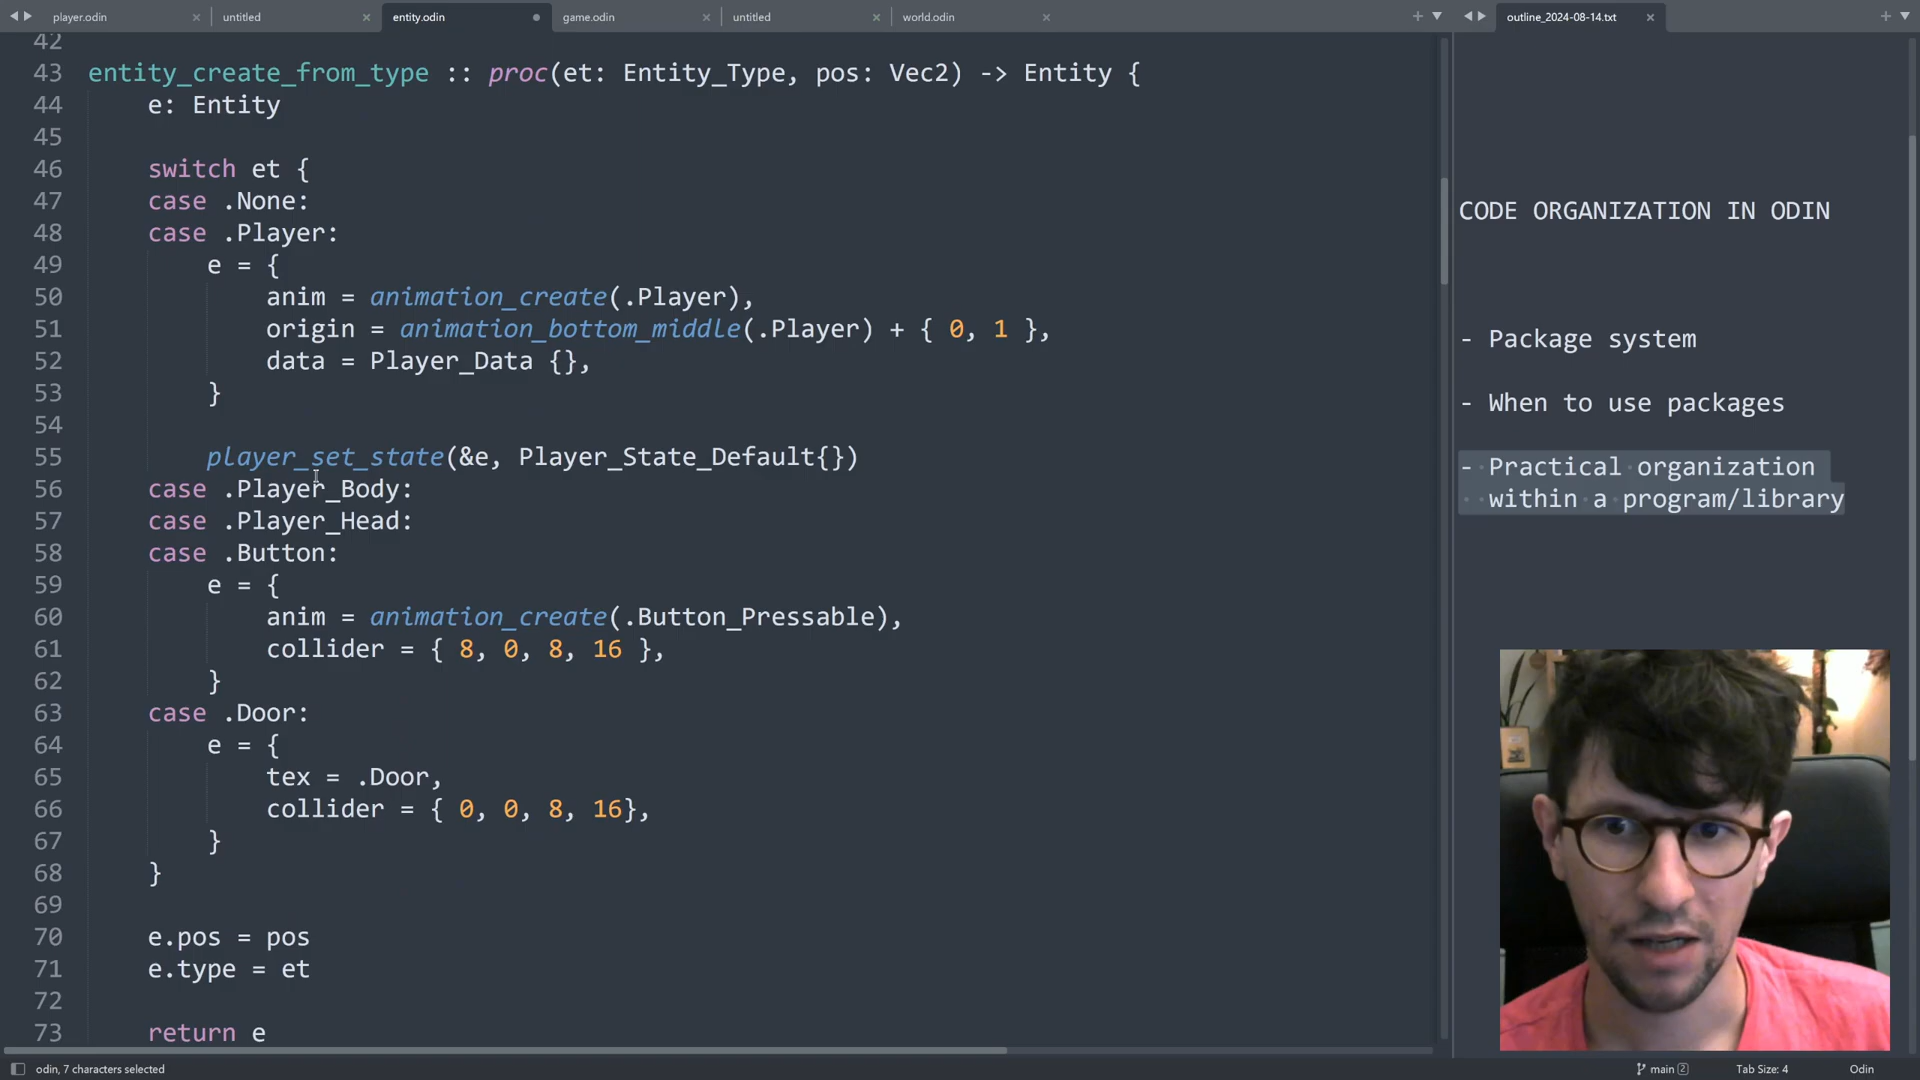 player.odin
untitled
entity.odin
game.odin
untitled
world.odin
outline_2024-08-14.txt
42
43 entity_create_from_type :: proc(et: Entity_Type, pos: Vec2) -> Entity {
44 e: Entity
45
46 switch et {
47 case .None:
48 case .Player:
49 e = {
50 anim = animation_create(.Player),
51 origin = animation_bottom_middle(.Player) + { 0, 1 },
52 data = Player_Data {},
53 }
54
55 player_set_state(&e, Player_State_Default{})
56 case .Player_Body:
57 case .Player_Head:
58 case .Button:
59 e = {
60 anim = animation_create(.Button_Pressable),
61 collider = { 8, 0, 8, 16 },
62 }
63 case .Door:
64 e = {
65 tex = .Door,
66 collider = { 0, 0, 8, 16},
67 }
68 }
69
70 e.pos = pos
71 e.type = et
72
73 return e
CODE ORGANIZATION IN ODIN
- Package system
- When to use packages
- Practical organization
within a program/library
odin, 7 characters selected
main 2
Tab Size: 4
Odin